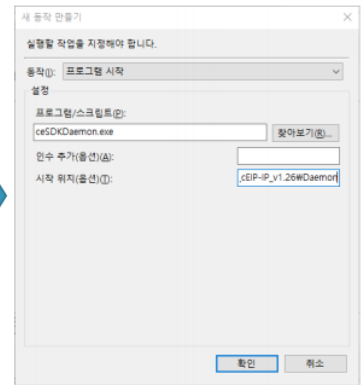 새 동작 만들기
실행할 작업을 지정해야 합니다.
동작(I): 프로그램 시작
설정
프로그램/스크립트(P):
ceSDKDaemon.exe 찾아보기(R)...
인수 추가(옵션)(A):
시작 위치(옵션)(T): ,cEIP-IP_v1.26₩Daemon
확인 취소